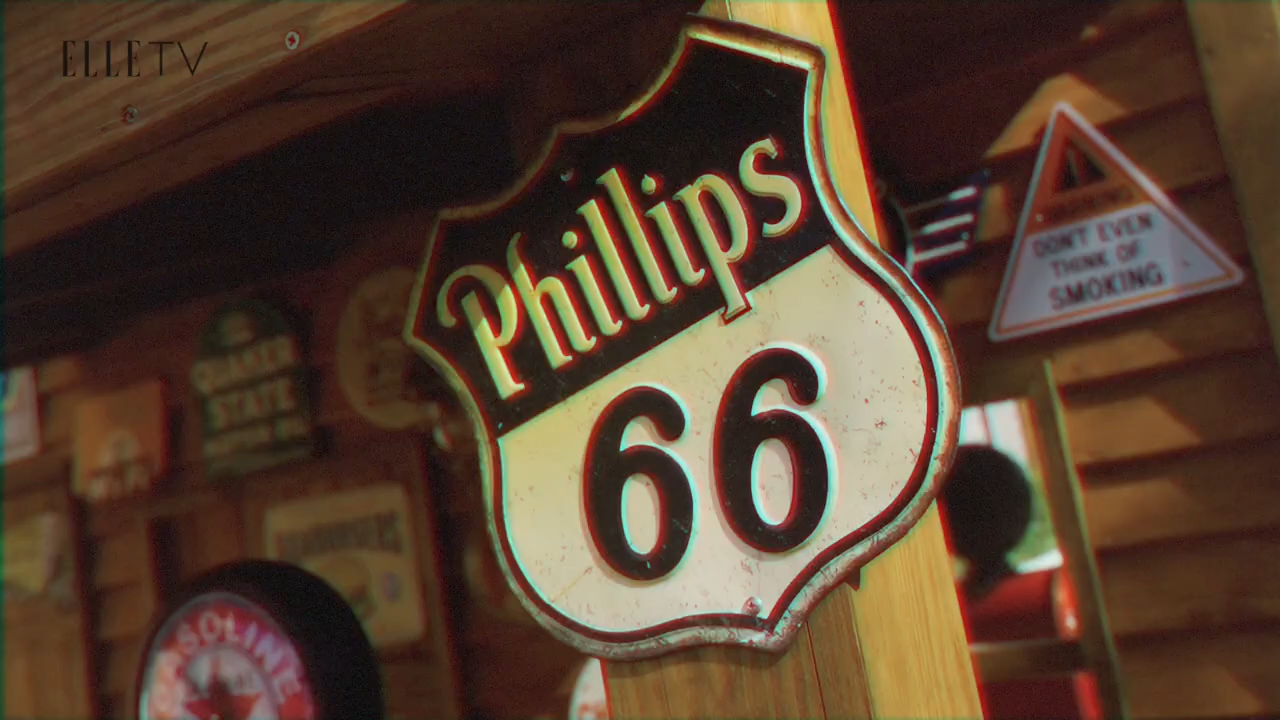 ELLETV
Phillips
66
DON'T EVEN
THINK OF
SMOKING
QUAKER
STATE
GASOLINE